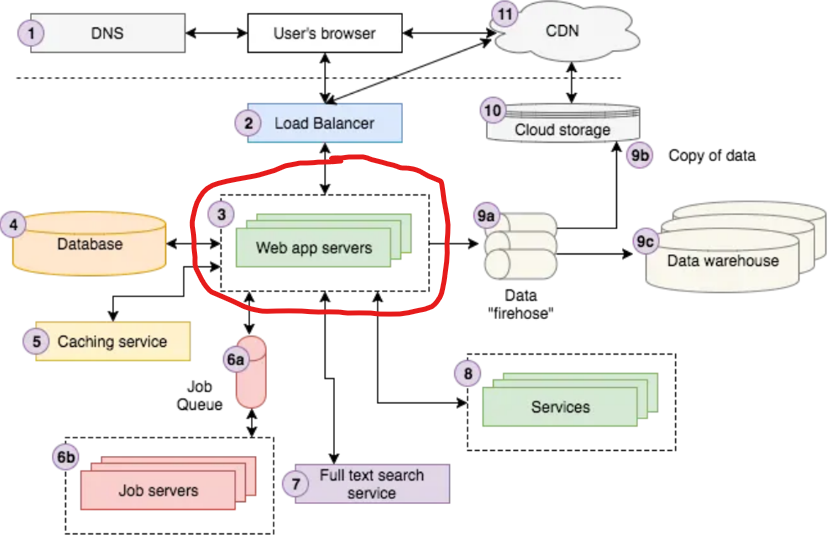 1
DNS
User's browser
11
CDN
2
Load Balancer
10
Cloud storage
9b
Copy of data
3
Web app servers
4
Database
9a
Data
"firehose"
9c
Data warehouse
5
Caching service
6a
Job
Queue
8
Services
6b
Job servers
7
Full text search
service